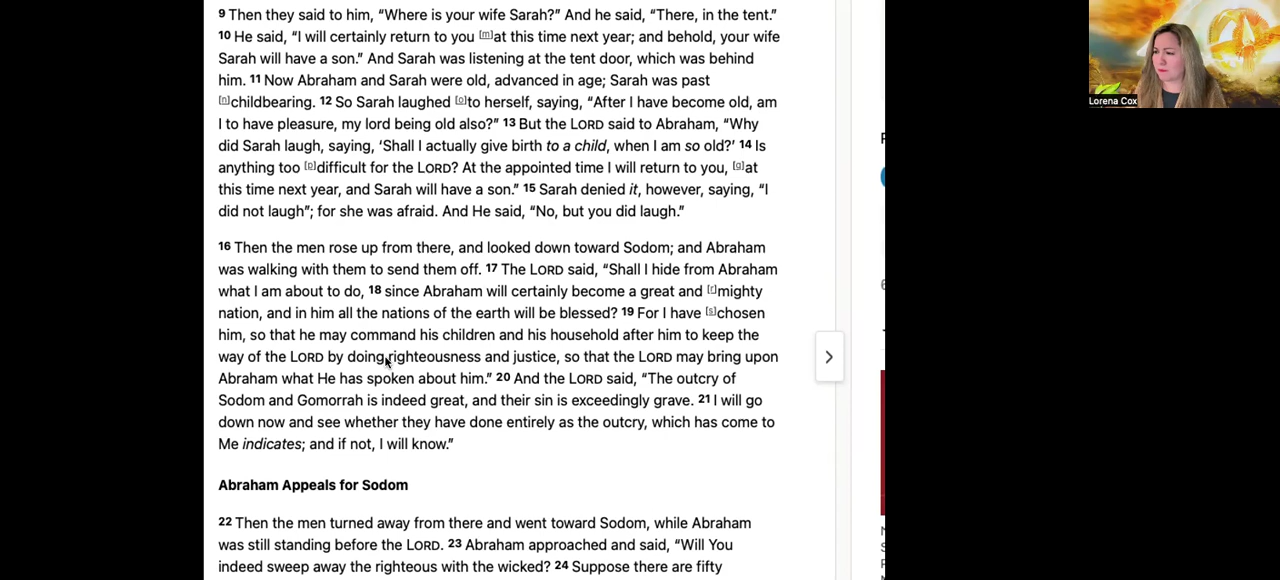 9 Then they said to him, “Where is your wife Sarah?” And he said, “There, in the tent.”
10 He said, “I will certainly return to you [m]at this time next year; and behold, your wife
Sarah will have a son.” And Sarah was listening at the tent door, which was behind
him. 11 Now Abraham and Sarah were old, advanced in age; Sarah was past
[n]childbearing. 12 So Sarah laughed [o]to herself, saying, “After I have become old, am
I to have pleasure, my lord being old also?” 13 But the LORD said to Abraham, “Why
did Sarah laugh, saying, ‘Shall I actually give birth to a child, when I am so old?’ 14 Is
anything too [p]difficult for the LORD? At the appointed time I will return to you, [q]at
this time next year, and Sarah will have a son.” 15 Sarah denied it, however, saying, “I
did not laugh”; for she was afraid. And He said, “No, but you did laugh.”
16 Then the men rose up from there, and looked down toward Sodom; and Abraham
was walking with them to send them off. 17 The LORD said, “Shall I hide from Abraham
what I am about to do, 18 since Abraham will certainly become a great and [r]mighty
nation, and in him all the nations of the earth will be blessed? 19 For I have [s]chosen
him, so that he may command his children and his household after him to keep the
way of the LORD by doing righteousness and justice, so that the LORD may bring upon
Abraham what He has spoken about him.” 20 And the LORD said, “The outcry of
Sodom and Gomorrah is indeed great, and their sin is exceedingly grave. 21 I will go
down now and see whether they have done entirely as the outcry, which has come to
Me indicates; and if not, I will know.”
Abraham Appeals for Sodom
22 Then the men turned away from there and went toward Sodom, while Abraham
was still standing before the LORD. 23 Abraham approached and said, “Will You
indeed sweep away the righteous with the wicked? 24 Suppose there are fifty
Lorena Cox